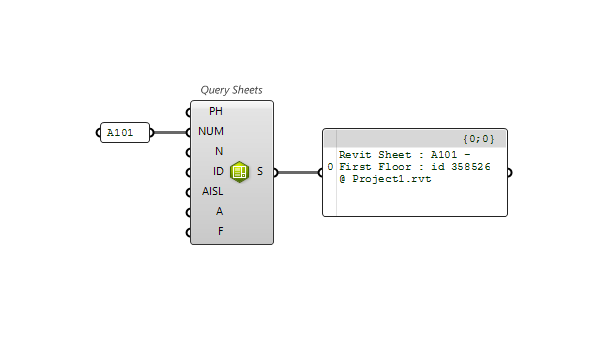 Query Sheets
PH
A101
NUM
N
ID
S
AISL
A
F
{0;0}
0
Revit Sheet : A101 -
First Floor : id 358526
@ Project1.rvt